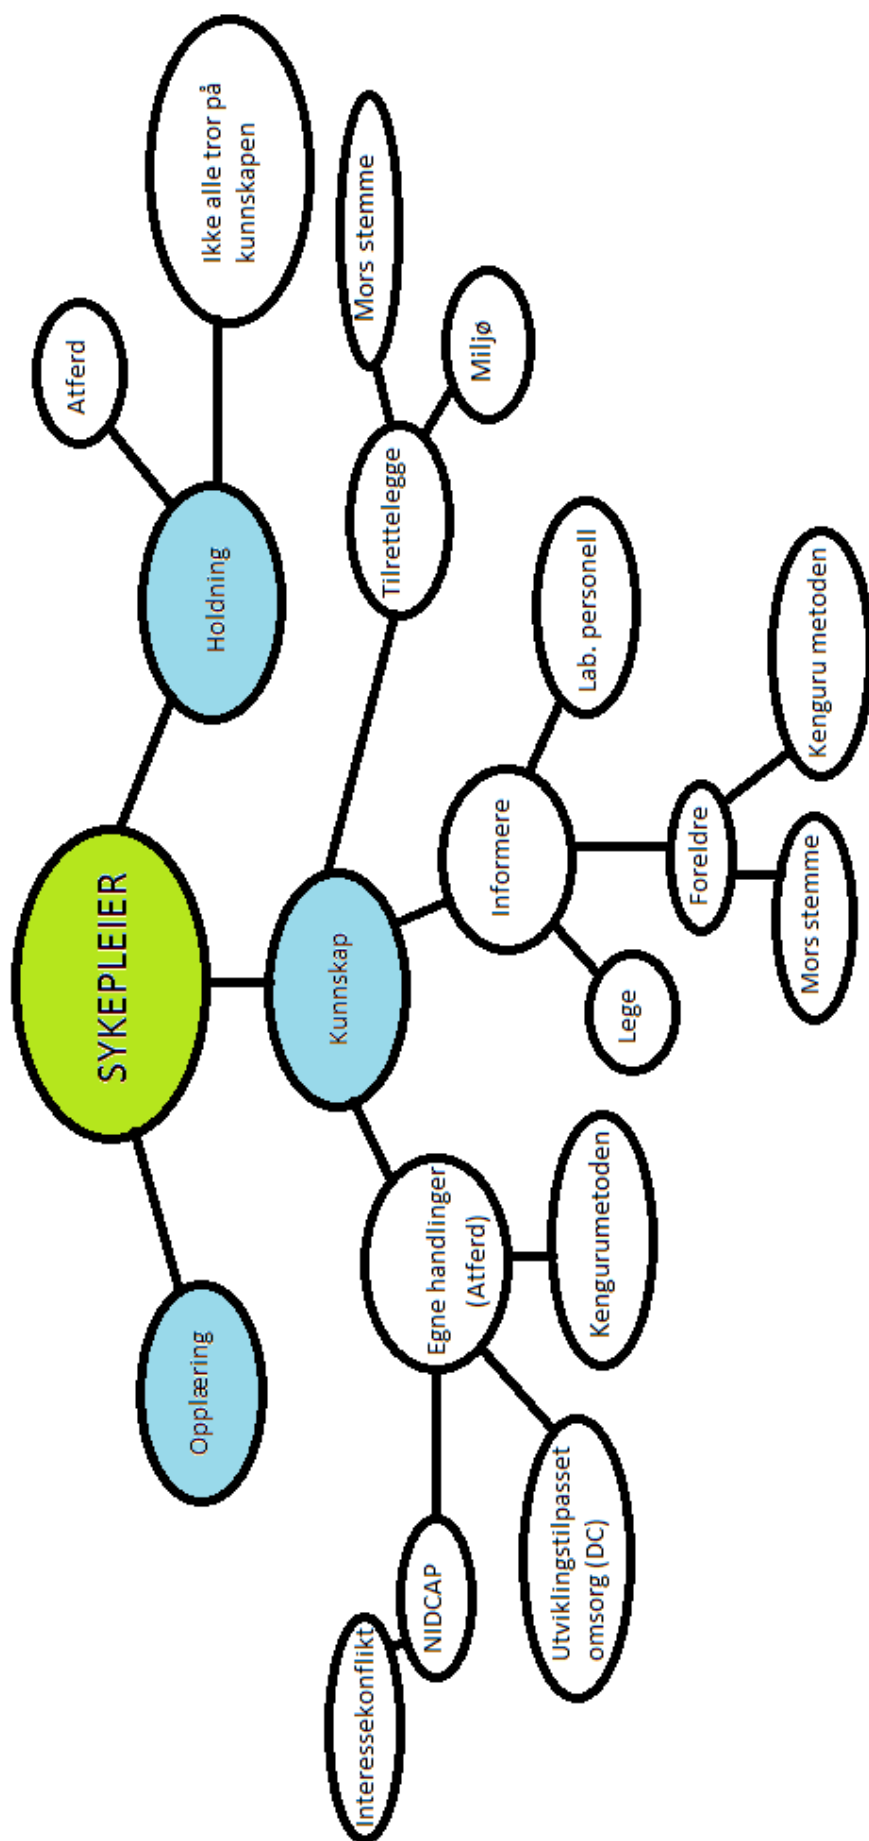 SYKEPLEIER
Opplæring
Kunnskap
Holdning
Atferd
Ikke alle tror på
kunnskapen
Egne handlinger
(Atferd)
Informere
Tilrettelegge
Mors stemme
Miljø
Interessekonflikt
NIDCAP
Utviklingstilpasset
omsorg (DC)
Kengurumetoden
Lege
Foreldre
Lab. personell
Mors stemme
Kenguru metoden